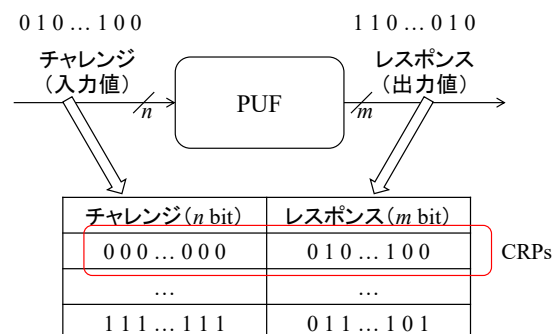 0 1 0 … 1 0 0
1 1 0 … 0 1 0
チャレンジ
（入力値）
レスポンス
（出力値）
n
PUF
m
チャレンジ（n bit）
レスポンス（m bit）
0 0 0 … 0 0 0
0 1 0 … 1 0 0
CRPs
…
…
1 1 1 … 1 1 1
0 1 1 … 1 0 1